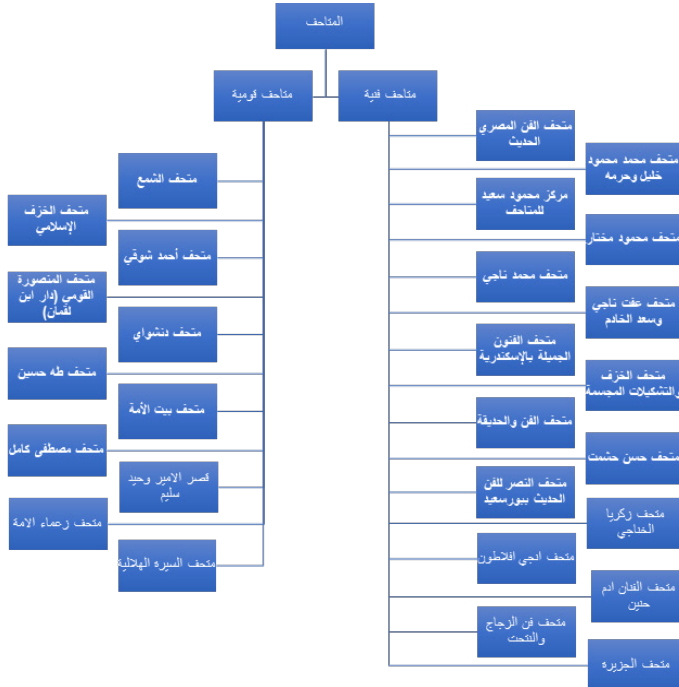 المتاحف
متاحف فنية
متاحف قومية
متحف الفن المصري
الحديث
متحف محمد محمود
خليل وحرمه
مركز محمود سعيد
للمتاحف
متحف محمود مختار
متحف محمد ناجي
متحف عفت ناجي
وسعد الخادم
متحف الفنون
الجميلة بالإسكندرية
متحف الخزف
والتشكيلات المجسمة
متحف الفن والحديقة
متحف حسن حشمت
متحف النصر للفن
الحديث ببورسعيد
متحف زكريا
الخناجي
متحف انجي افلاطون
متحف الفنان ادم
حنين
متحف فن الزجاج
والنحت
متحف الجزيرة
متحف الشمع
متحف الخزف
الإسلامي
متحف أحمد شوقي
متحف المنصورة
القومي (دار ابن
لقمان)
متحف دنشواي
متحف طه حسين
متحف بيت الأمة
متحف مصطفى كامل
قصر الامير وحيد
سليم
متحف زعماء الامة
متحف السيرة الهلالية